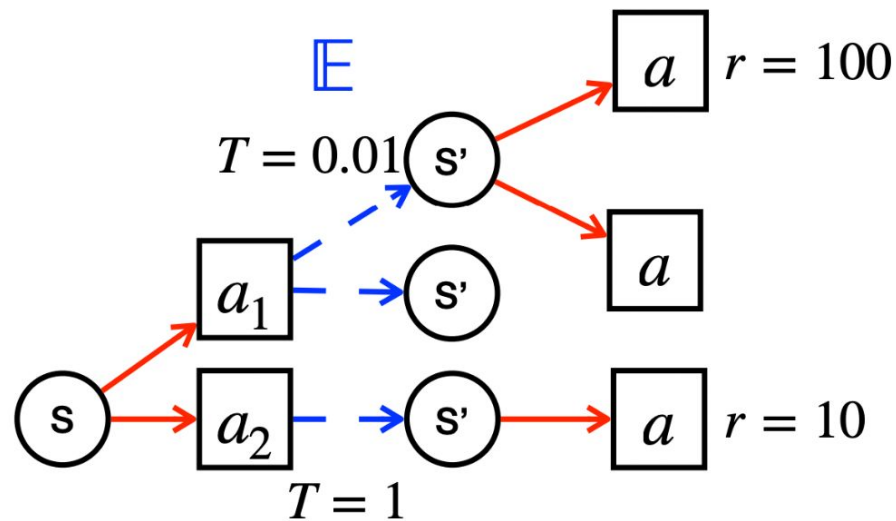 𝔼
a r = 100
T = 0.01 s'
a₁ s' a
s a₂ s' a r = 10
T = 1